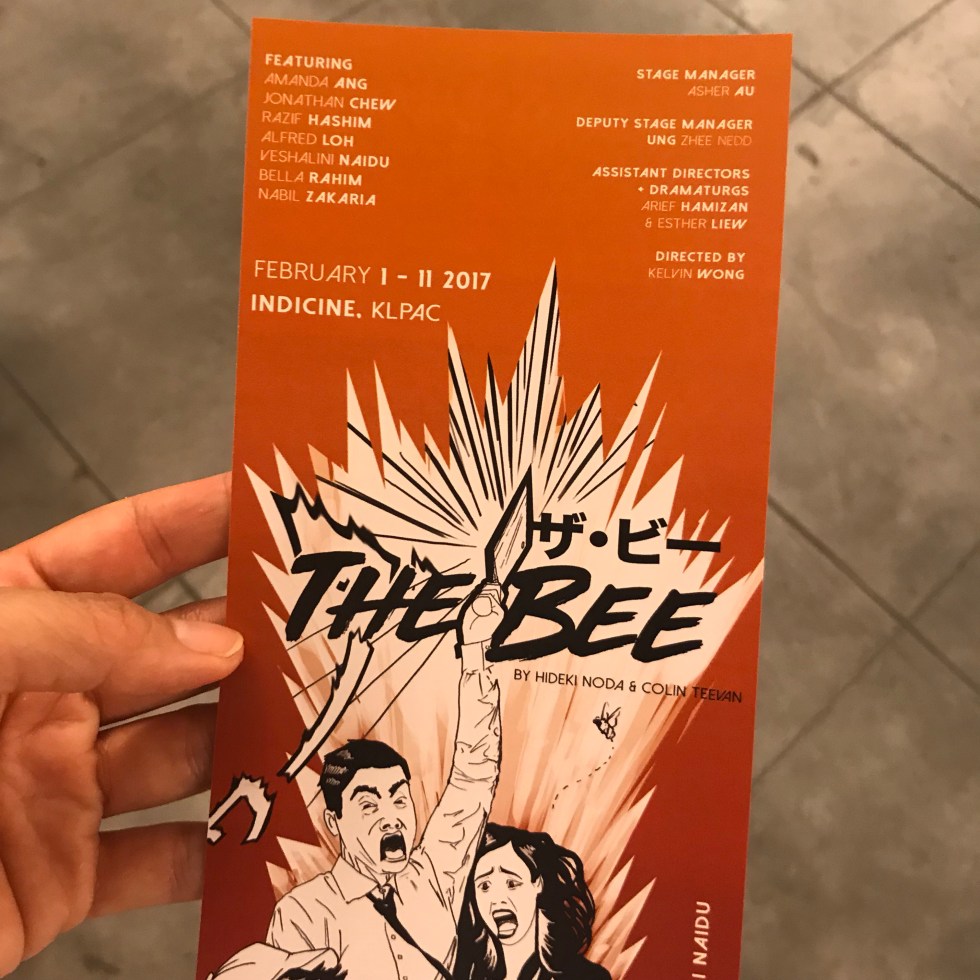 FEATURING
AMANDA ANG
JONATHAN CHEW
RAZIF HASHIM
ALFRED LOH
VESHALINI NAIDU
BELLA RAHIM
NABIL ZAKARIA
STAGE MANAGER
ASHER AU
DEPUTY STAGE MANAGER
UNG ZHEE NEDD
ASSISTANT DIRECTORS
+ DRAMATURGS
ARIEF HAMIZAN
& ESTHER LIEW
DIRECTED BY
KELVIN WONG
FEBRUARY 1 - 11 2017
INDICINE, KLPAC
ザ・ビー
THE BEE
BY HIDEKI NODA & COLIN TEEVAN
NAIDU